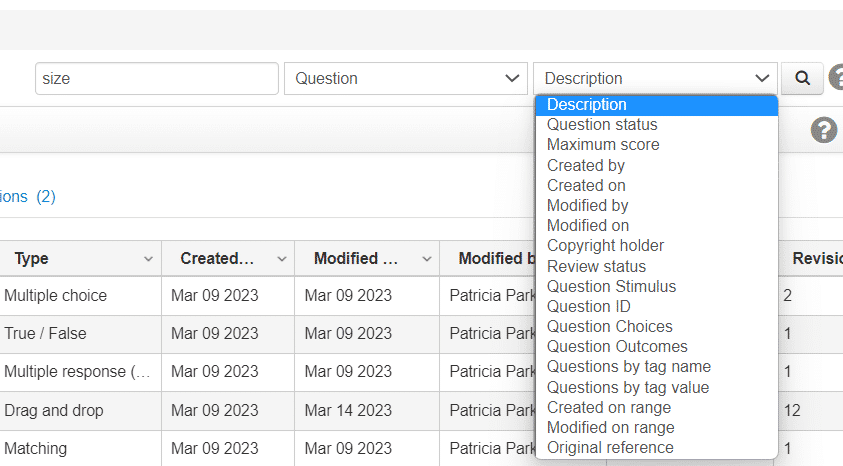 size Question Description
?
Description
Question status
Maximum score
Created by
Created on
Modified by
Modified on
Copyright holder
Review status
Question Stimulus
Question ID
Question Choices
Question Outcomes
Questions by tag name
Questions by tag value
Created on range
Modified on range
Original reference
?
ions (2)
Type Created... Modified ... Modified b Revisio
Multiple choice Mar 09 2023 Mar 09 2023 Patricia Park 2
True / False Mar 09 2023 Mar 09 2023 Patricia Park 1
Multiple response (... Mar 09 2023 Mar 09 2023 Patricia Park 1
Drag and drop Mar 09 2023 Mar 14 2023 Patricia Park 12
Matching Mar 09 2023 Mar 09 2023 Patricia Park 1